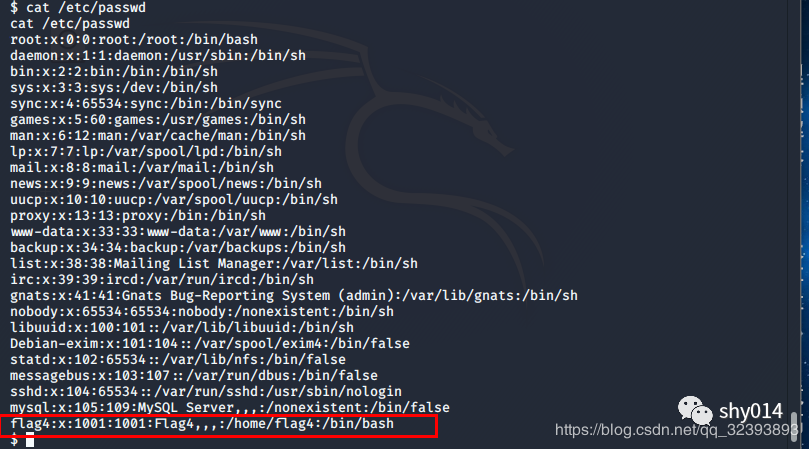 $ cat /etc/passwd
cat /etc/passwd
root:x:0:0:root:/root:/bin/bash
daemon:x:1:1:daemon:/usr/sbin:/bin/sh
bin:x:2:2:bin:/bin:/bin/sh
sys:x:3:3:sys:/dev:/bin/sh
sync:x:4:65534:sync:/bin:/bin/sync
games:x:5:60:games:/usr/games:/bin/sh
man:x:6:12:man:/var/cache/man:/bin/sh
lp:x:7:7:lp:/var/spool/lpd:/bin/sh
mail:x:8:8:mail:/var/mail:/bin/sh
news:x:9:9:news:/var/spool/news:/bin/sh
uucp:x:10:10:uucp:/var/spool/uucp:/bin/sh
proxy:x:13:13:proxy:/bin:/bin/sh
www-data:x:33:33:www-data:/var/www:/bin/sh
backup:x:34:34:backup:/var/backups:/bin/sh
list:x:38:38:Mailing List Manager:/var/list:/bin/sh
irc:x:39:39:ircd:/var/run/ircd:/bin/sh
gnats:x:41:41:Gnats Bug-Reporting System (admin):/var/lib/gnats:/bin/sh
nobody:x:65534:65534:nobody:/nonexistent:/bin/sh
libuuid:x:100:101::/var/lib/libuuid:/bin/sh
Debian-exim:x:101:104::/var/spool/exim4:/bin/false
statd:x:102:65534::/var/lib/nfs:/bin/false
messagebus:x:103:107::/var/run/dbus:/bin/false
sshd:x:104:65534::/var/run/sshd:/usr/sbin/nologin
mysql:x:105:109:MySQL Server,,,:/nonexistent:/bin/false
flag4:x:1001:1001:Flag4,,,:/home/flag4:/bin/bash
$
shy014
https://blog.csdn.net/qq_32393893